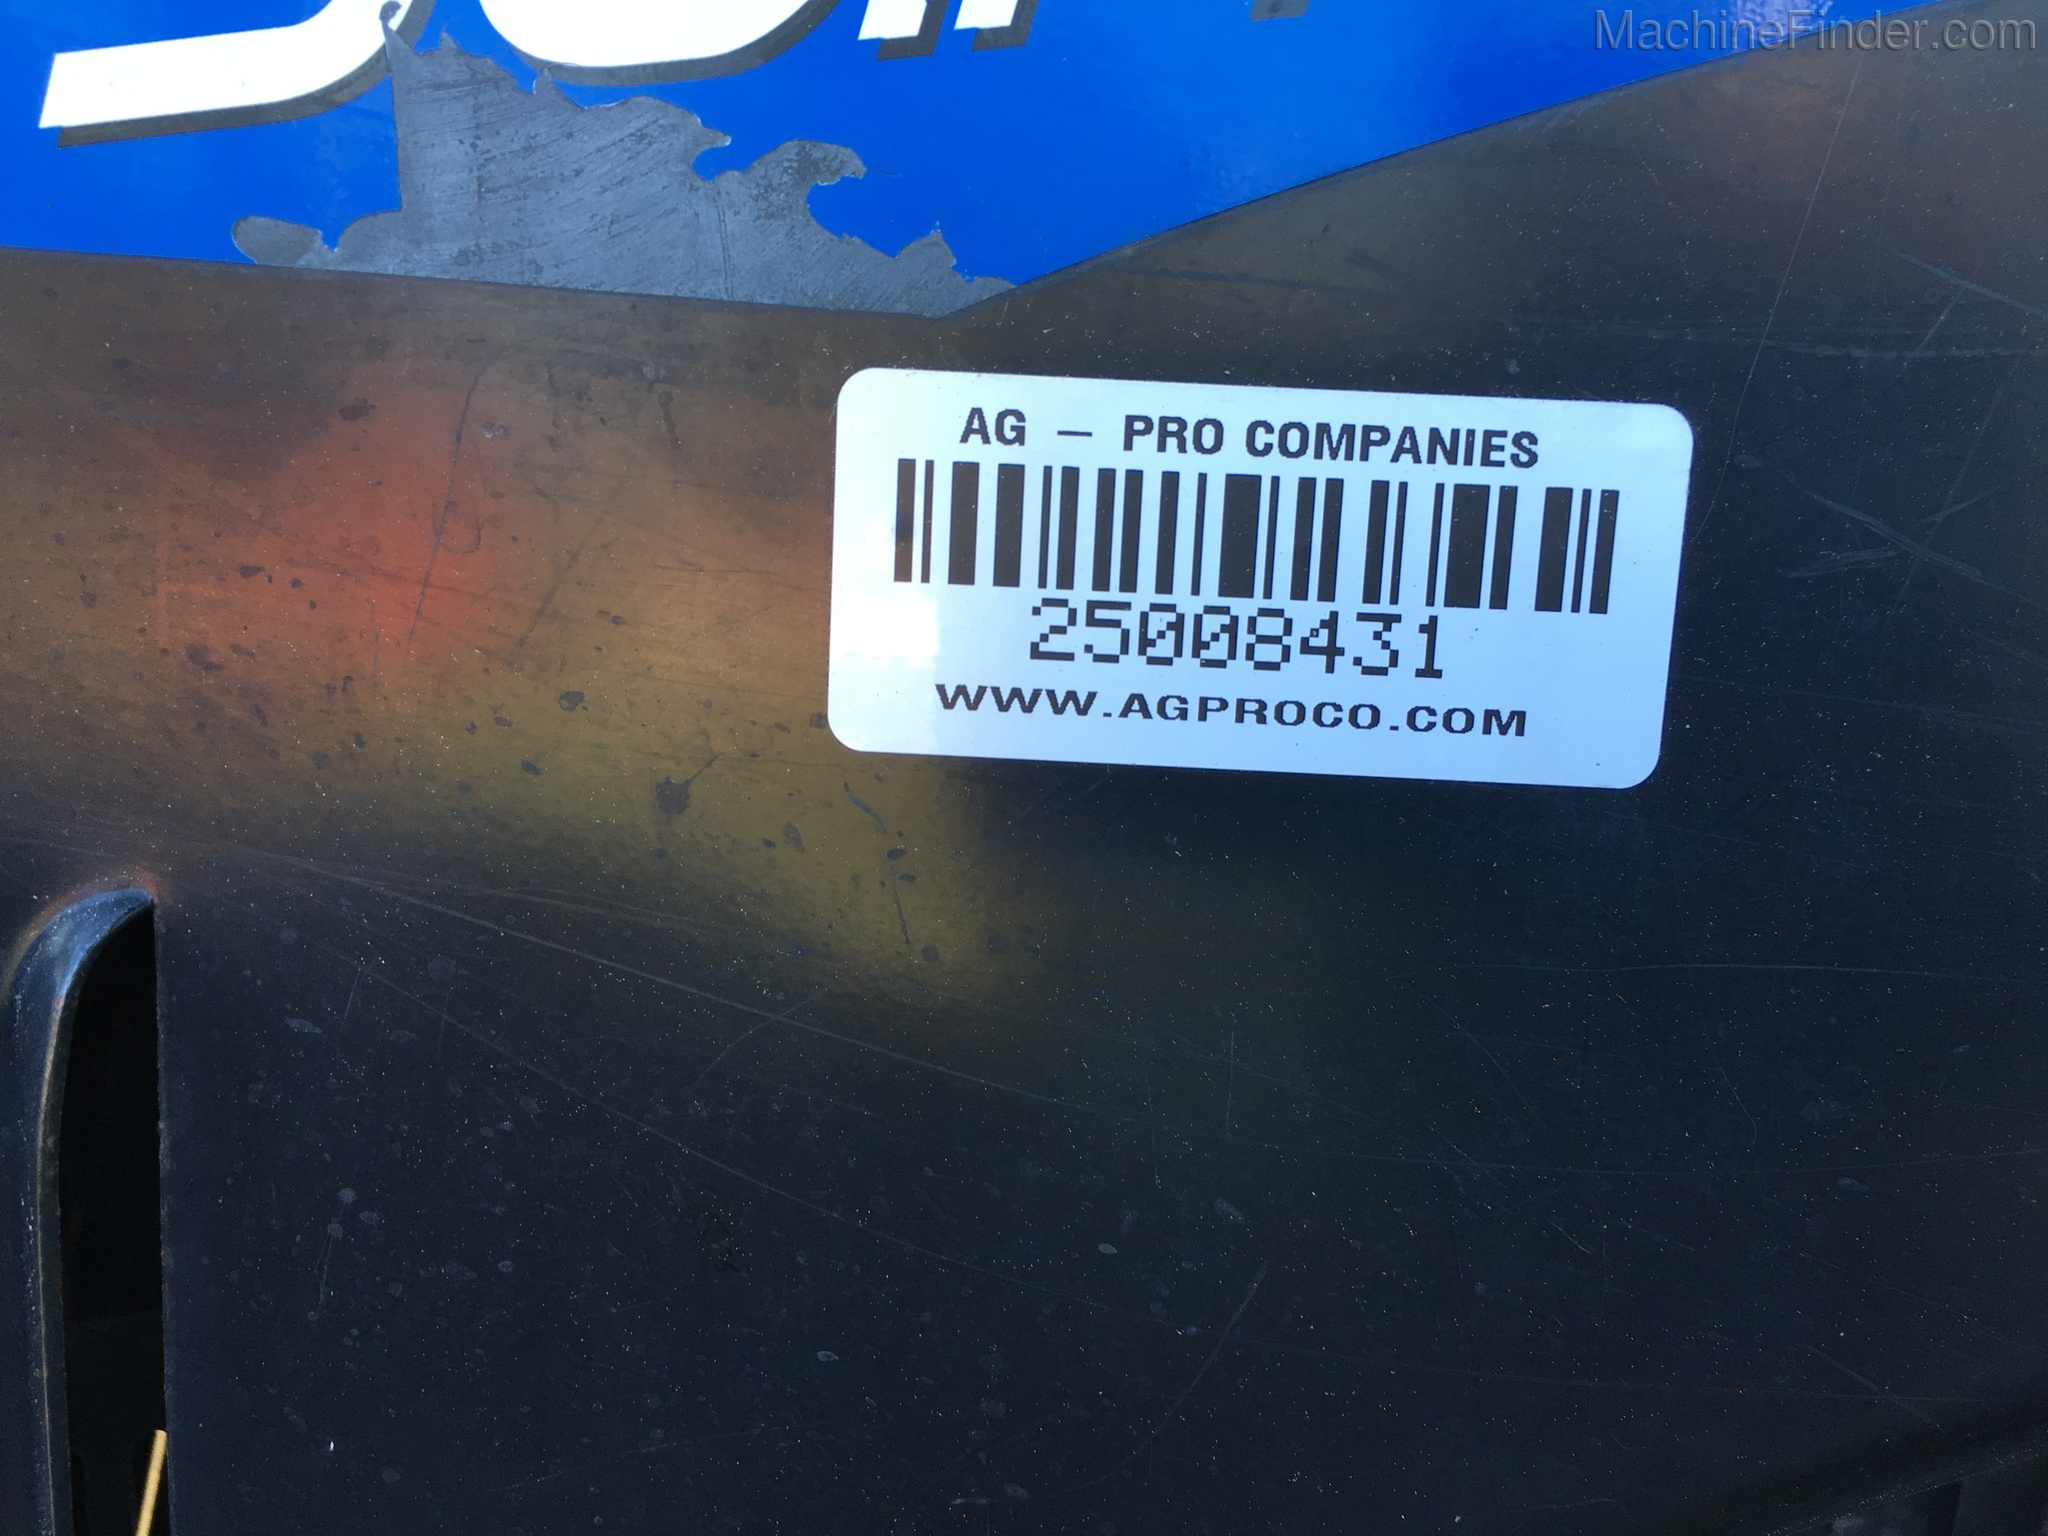 MachineFinder.com
AG – PRO COMPANIES
25008431
WWW.AGPROCO.COM